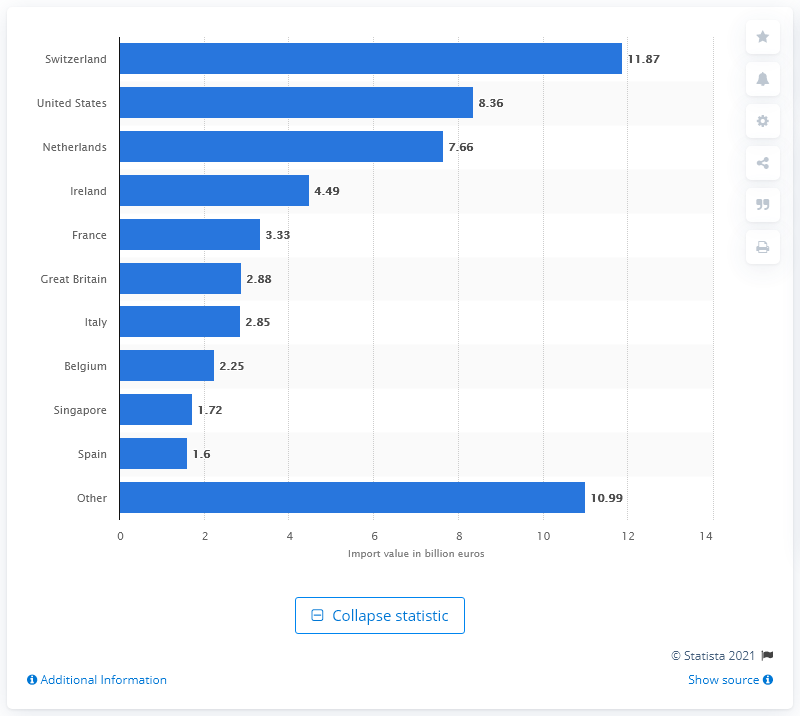 Switzerland 11.87
United States 8.36
Netherlands 7.66
Ireland 4.49
France 3.33
Great Britain 2.88
Italy 2.85
Belgium 2.25
Singapore 1.72
Spain 1.6
Other 10.99
0 2 4 6 8 10 12 14
Import value in billion euros
Collapse statistic
© Statista 2021
Additional Information Show source